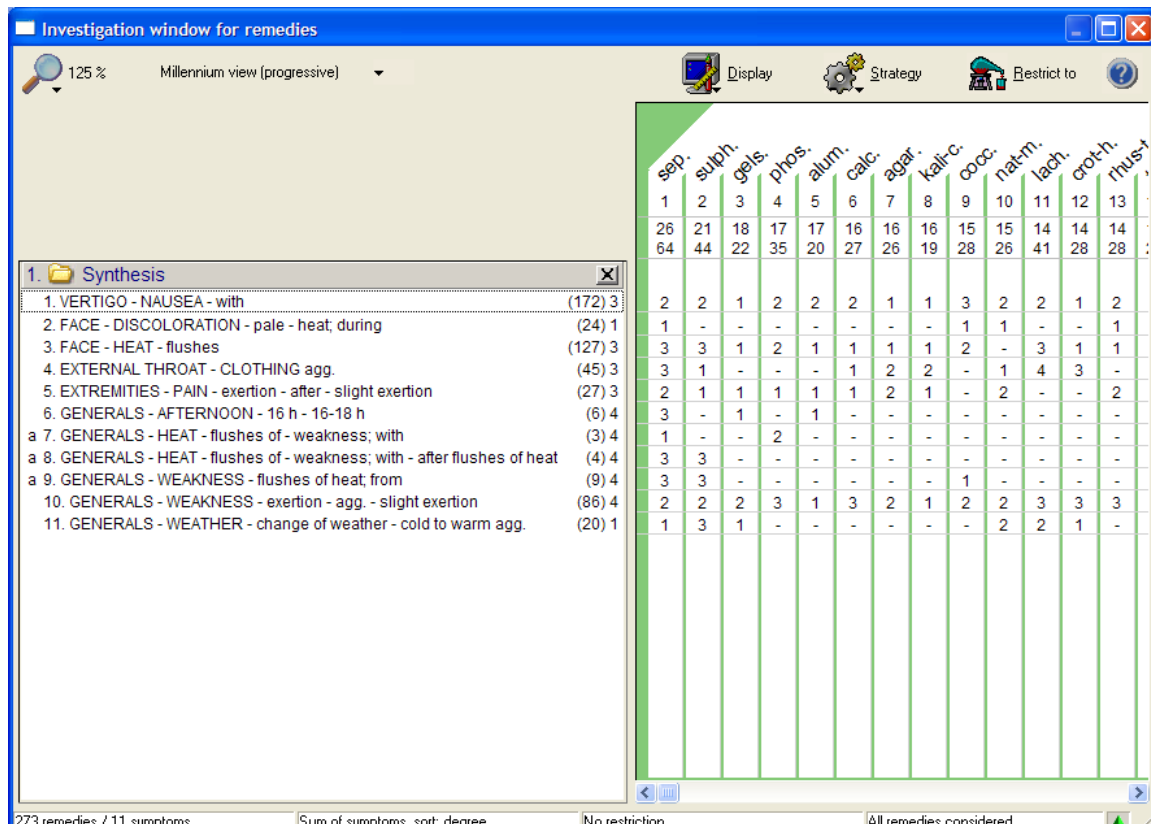 Investigation window for remedies
125 % Millennium view (progressive) Display Strategy Restrict to ?
sep. sulph. gels. phos. alum. calc. agar. kali-c. cocc. nat-m. lach. crot-h. rhus-t
1 2 3 4 5 6 7 8 9 10 11 12 13
26 21 18 17 17 16 16 16 15 15 14 14 14
64 44 22 35 20 27 26 19 28 26 41 28 28
1. Synthesis
1. VERTIGO - NAUSEA - with (172) 3 2 2 1 2 2 2 1 1 3 2 2 1 2
2. FACE - DISCOLORATION - pale - heat; during (24) 1 1 - - - - - - - 1 1 - - 1
3. FACE - HEAT - flushes (127) 3 3 3 1 2 1 1 1 1 2 - 3 1 1
4. EXTERNAL THROAT - CLOTHING agg. (45) 3 3 1 - - - 1 2 2 - 1 4 3 -
5. EXTREMITIES - PAIN - exertion - after - slight exertion (27) 3 2 1 1 1 1 1 2 1 - 2 - - 2
6. GENERALS - AFTERNOON - 16 h - 16-18 h (6) 4 3 - 1 - 1 - - - - - - - -
a 7. GENERALS - HEAT - flushes of - weakness; with (3) 4 1 - - 2 - - - - - - - - -
a 8. GENERALS - HEAT - flushes of - weakness; with - after flushes of heat (4) 4 3 3 - - - - - - - - - - -
a 9. GENERALS - WEAKNESS - flushes of heat; from (9) 4 3 3 - - - - - - 1 - - - -
10. GENERALS - WEAKNESS - exertion - agg. - slight exertion (86) 4 2 2 2 3 1 3 2 1 2 2 3 3 3
11. GENERALS - WEATHER - change of weather - cold to warm agg. (20) 1 1 3 1 - - - - - - 2 2 1 -
273 remedies / 11 symptoms Sum of symptoms, sort: degree No restriction All remedies considered